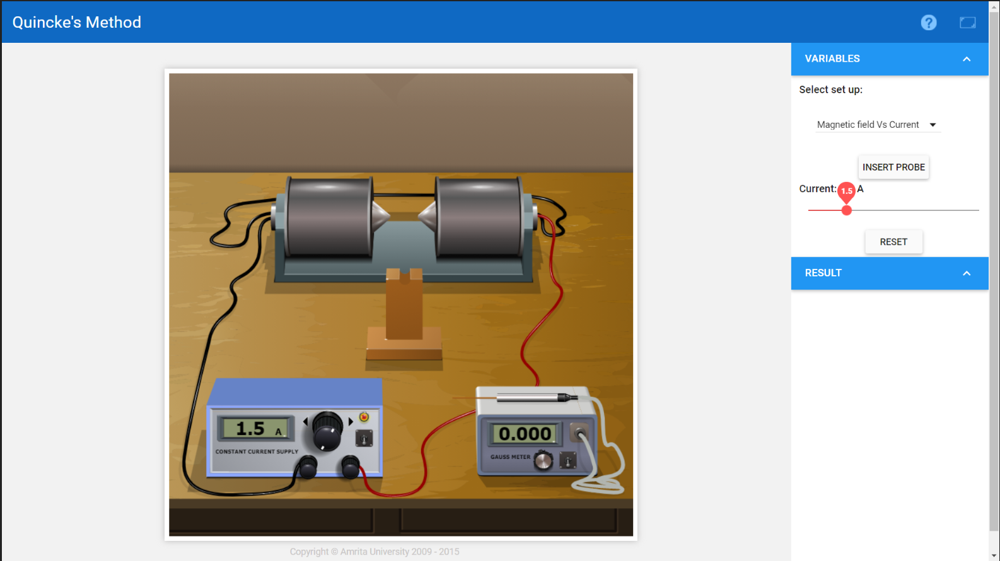 Quincke's Method
?
VARIABLES
Select set up:
Magnetic field Vs Current
INSERT PROBE
Current: 1.5 A
RESET
RESULT
1.5 A
CONSTANT CURRENT SUPPLY
0.000
GAUSS METER
Copyright © Amrita University 2009 - 2015